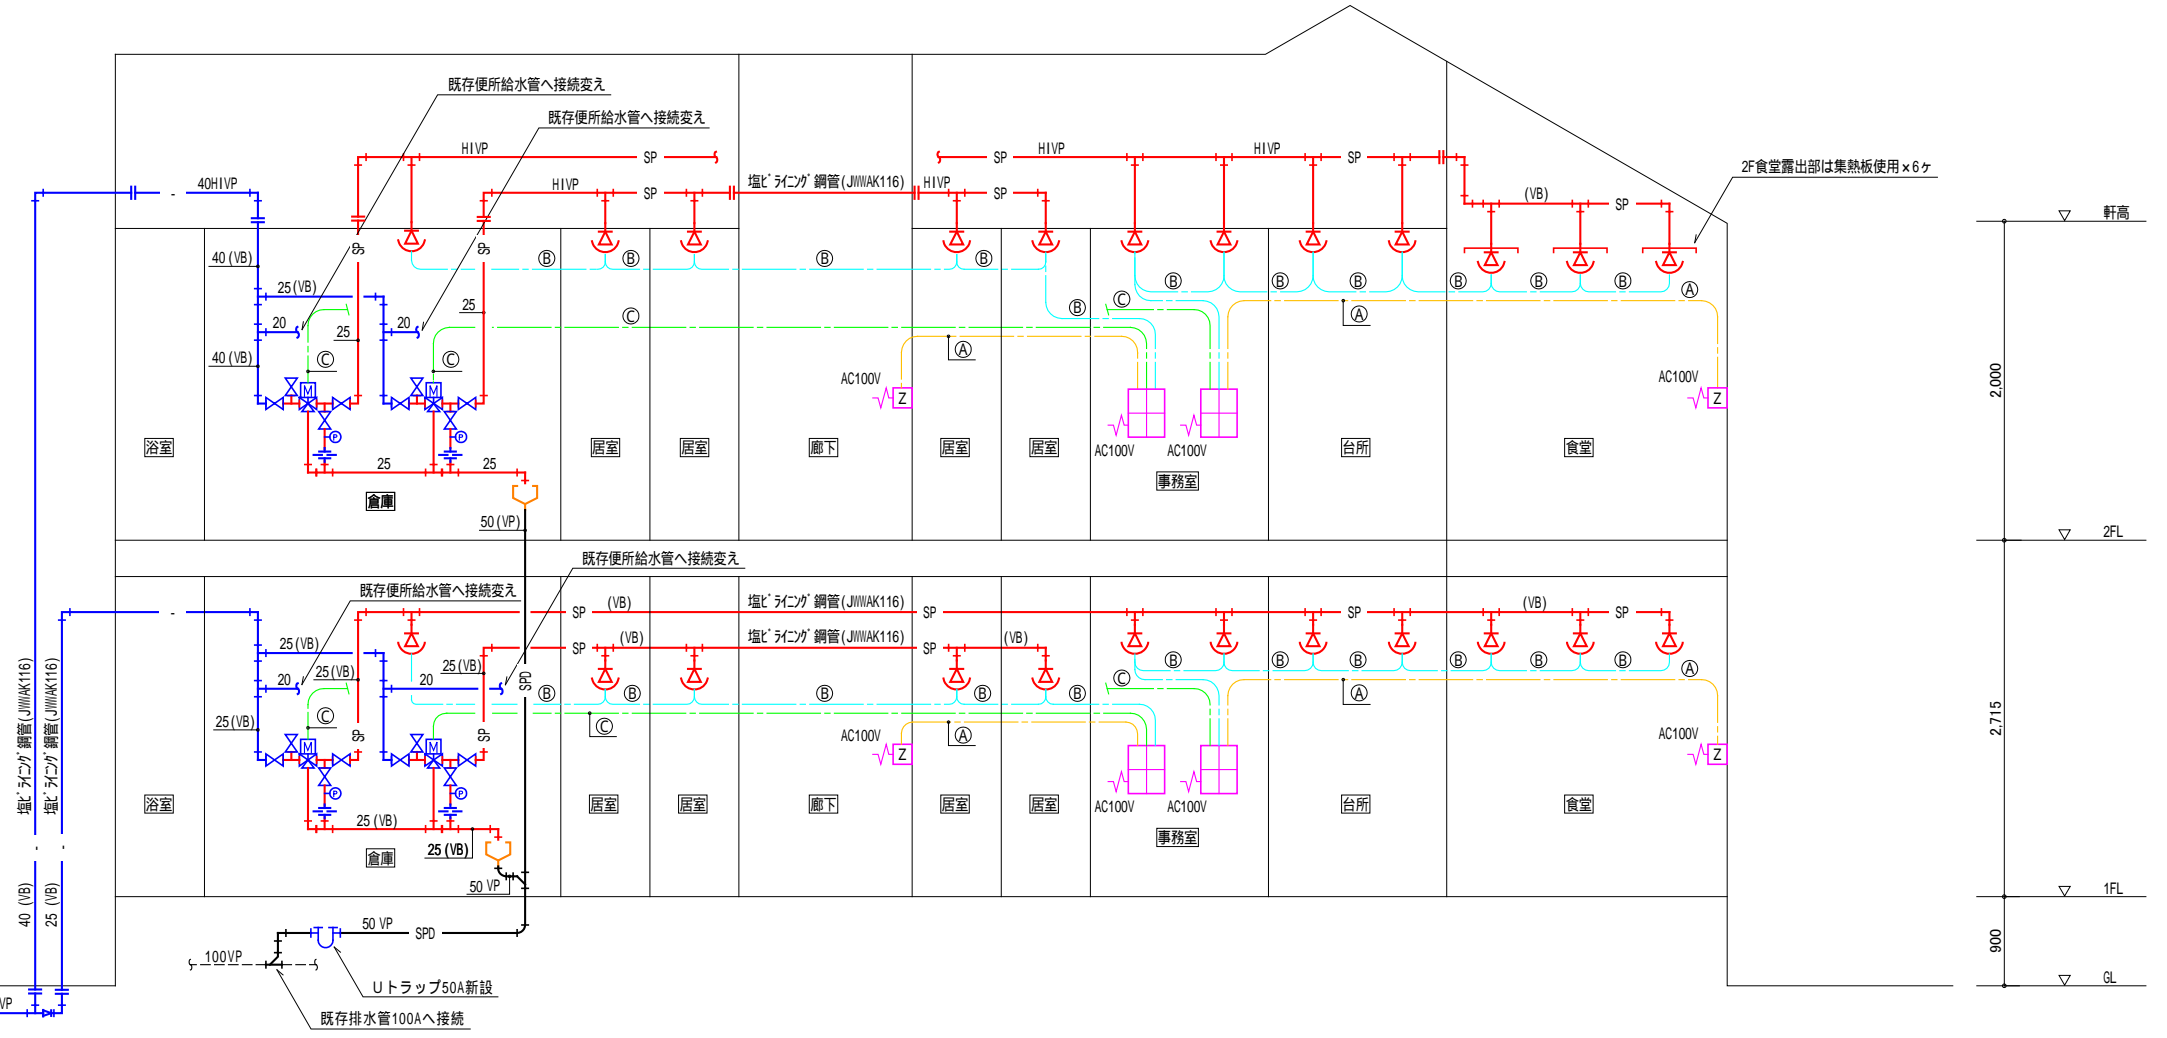 既存便所給水管へ接続変え
既存便所給水管へ接続変え
HIVP
SP
SP
HIVP
HIVP
SP
2F食堂露出部は集熱板使用×6ヶ
40HIVP
HIVP
SP
塩ビライニング鋼管(JWWAK116)
HIVP
SP
(VB)
SP
軒高
SP
SP
40(VB)
B
B
B
B
25(VB)
B
B
B
B
B
B
A
C
25
C
B
A
20
25
20
40(VB)
C
C
A
AC100V
AC100V
2,000
M
M
Z
Z
P
P
浴室
居室
居室
廊下
居室
居室
AC100V
AC100V
台所
食堂
25
25
事務室
倉庫
50(VP)
2FL
既存便所給水管へ接続変え
既存便所給水管へ接続変え
SP
(VB)
塩ビライニング鋼管(JWWAK116)
SP
SP
(VB)
SP
塩ビライニング鋼管(JWWAK116)
塩ビライニング鋼管(JWWAK116)
25(VB)
SP
(VB)
塩ビライニング鋼管(JWWAK116)
SP
(VB)
25(VB)
25(VB)
20
20
SPD
B
B
B
B
B
C
B
B
B
B
B
A
A
25(VB)
C
SP
SP
C
A
AC100V
AC100V
2,715
M
M
Z
Z
P
P
浴室
居室
居室
廊下
居室
居室
AC100V
AC100V
台所
食堂
25(VB)
事務室
25(VB)
倉庫
50 VP
40 (VB)
25 (VB)
1FL
50 VP
SPD
100VP
900
Uトラップ50A新設
GL
VP
既存排水管100Aへ接続